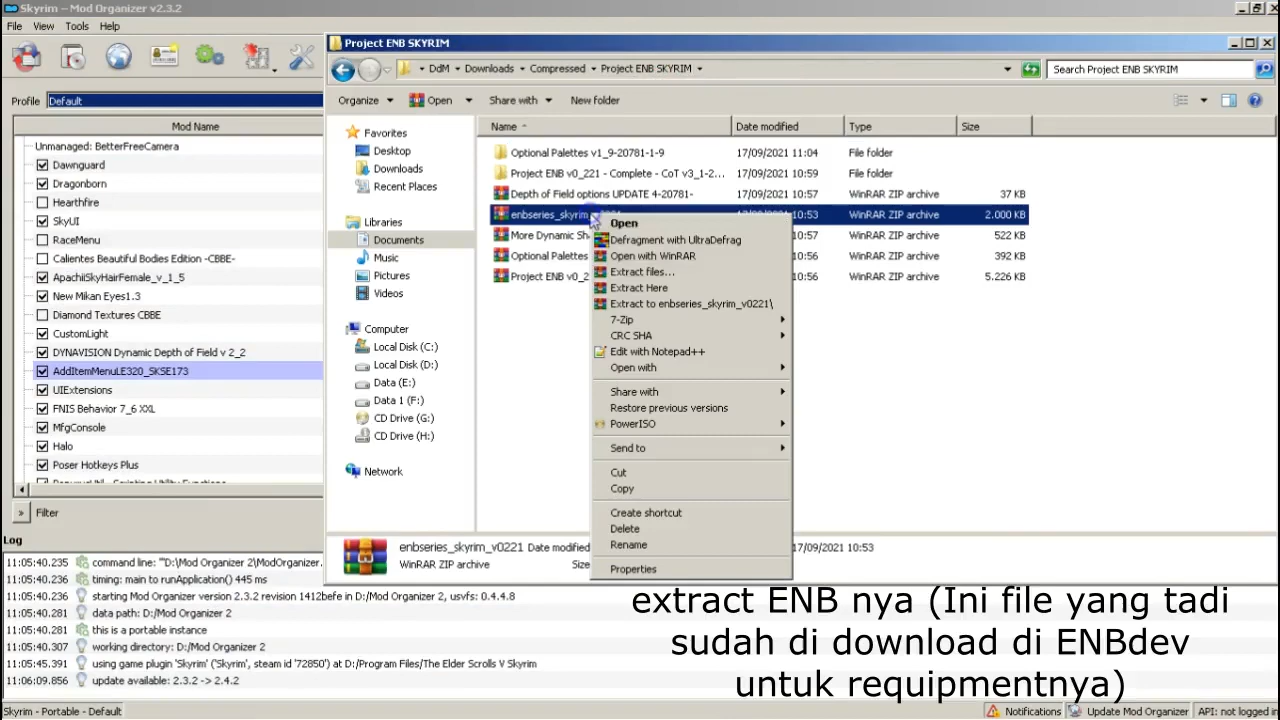 Skyrim – Mod Organizer v2.3.2
File View Tools Help
Profile Default
Mod Name
Unmanaged: BetterFreeCamera
Dawnguard
Dragonborn
Hearthfire
SkyUI
RaceMenu
Calientes Beautiful Bodies Edition -CBBE-
ApachiiSkyHairFemale_v_1_5
New Mikan Eyes1.3
Diamond Textures CBBE
CustomLight
DYNAVISION Dynamic Depth of Field v 2_2
AddItemMenuLE320_SKSE173
UIExtensions
FNIS Behavior 7_6 XXL
MfgConsole
Halo
Poser Hotkeys Plus
» Filter
Log
11:05:40.235 command line: '"D:\Mod Organizer 2\ModOrganizer.
11:05:40.236 timing: main to runApplication() 445 ms
11:05:40.236 starting Mod Organizer version 2.3.2 revision 1412befe in D:/Mod Organizer 2, usvfs: 0.4.4.8
11:05:40.281 data path: D:/Mod Organizer 2
11:05:40.281 this is a portable instance
11:05:40.307 working directory: D:/Mod Organizer 2
11:05:45.391 using game plugin 'Skyrim' ('Skyrim', steam id '72850') at D:/Program Files/The Elder Scrolls V Skyrim
11:06:09.856 update available: 2.3.2 -> 2.4.2
Project ENB SKYRIM
DdM Downloads Compressed Project ENB SKYRIM
Search Project ENB SKYRIM
Organize Open Share with New folder
Favorites
Desktop
Downloads
Recent Places
Libraries
Documents
Music
Pictures
Videos
Computer
Local Disk (C:)
Local Disk (D:)
Data (E:)
Data 1 (F:)
CD Drive (G:)
CD Drive (H:)
Network
Name Date modified Type Size
Optional Palettes v1_9-20781-1-9 17/09/2021 11:04 File folder
Project ENB v0_221 - Complete - CoT v3_1-2... 17/09/2021 10:59 File folder
Depth of Field options UPDATE 4-20781- 17/09/2021 10:57 WinRAR ZIP archive 37 KB
enbseries_skyrim 10:53 WinRAR ZIP archive 2.000 KB
More Dynamic Sh 10:57 WinRAR ZIP archive 522 KB
Optional Palettes 10:56 WinRAR ZIP archive 392 KB
Project ENB v0_2 10:56 WinRAR ZIP archive 5.226 KB
Open
Defragment with UltraDefrag
Open with WinRAR
Extract files...
Extract Here
Extract to enbseries_skyrim_v0221\
7-Zip
CRC SHA
Edit with Notepad++
Open with
Share with
Restore previous versions
PowerISO
Send to
Cut
Copy
Create shortcut
Delete
Rename
Properties
enbseries_skyrim_v0221 Date modified 17/09/2021 10:53
WinRAR ZIP archive Size
extract ENB nya (Ini file yang tadi
sudah di download di ENBdev
untuk requipmentnya)
Skyrim – Portable - Default
Notifications Update Mod Organizer API: not logged in